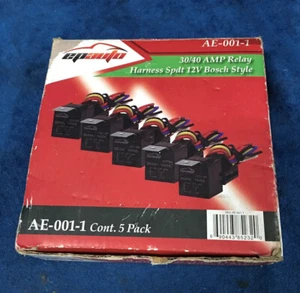 AE-001-1
epauto
30/40 AMP Relay
Harness Spdt 12V Bosch Style
AE-001-1 Cont. 5 Pack